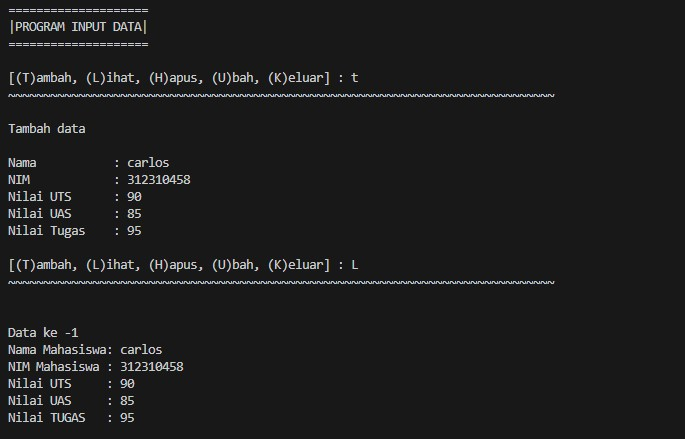 ====================
|PROGRAM INPUT DATA|
====================
[(T)ambah, (L)ihat, (H)apus, (U)bah, (K)eluar] : t
~~~~~~~~~~~~~~~~~~~~~~~~~~~~~~~~~~~~~~~~~~~~~~~~~~~~~~~~~~~~~~~~~~~~~~~~~~~~~~
Tambah data
Nama           : carlos
NIM            : 312310458
Nilai UTS      : 90
Nilai UAS      : 85
Nilai Tugas    : 95
[(T)ambah, (L)ihat, (H)apus, (U)bah, (K)eluar] : L
~~~~~~~~~~~~~~~~~~~~~~~~~~~~~~~~~~~~~~~~~~~~~~~~~~~~~~~~~~~~~~~~~~~~~~~~~~~~~~
Data ke -1
Nama Mahasiswa: carlos
NIM Mahasiswa : 312310458
Nilai UTS     : 90
Nilai UAS     : 85
Nilai TUGAS   : 95